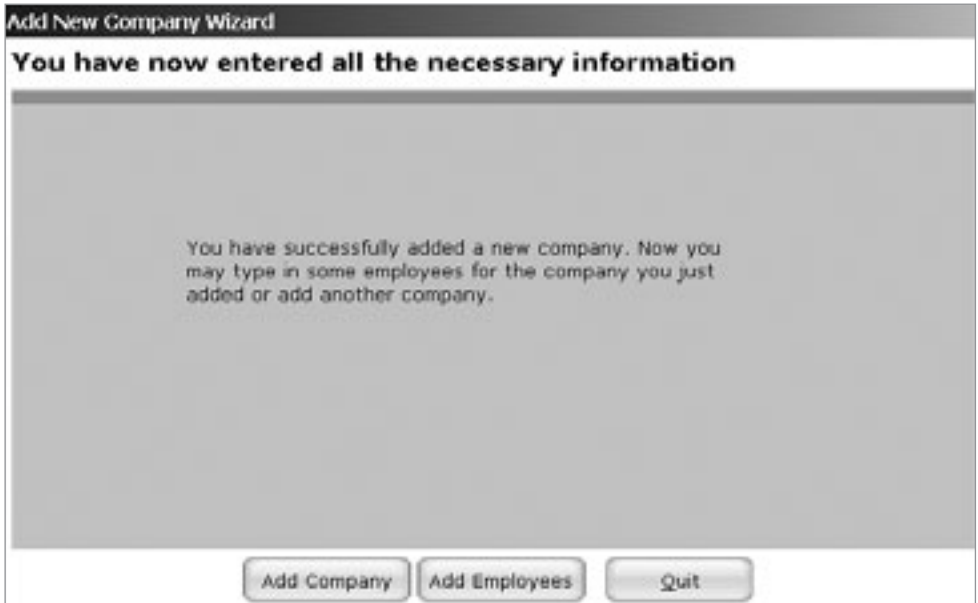 Add New Company Wizard
You have now entered all the necessary information
You have successfully added a new company. Now you
may type in some employees for the company you just
added or add another company.
Add Company Add Employees Quit